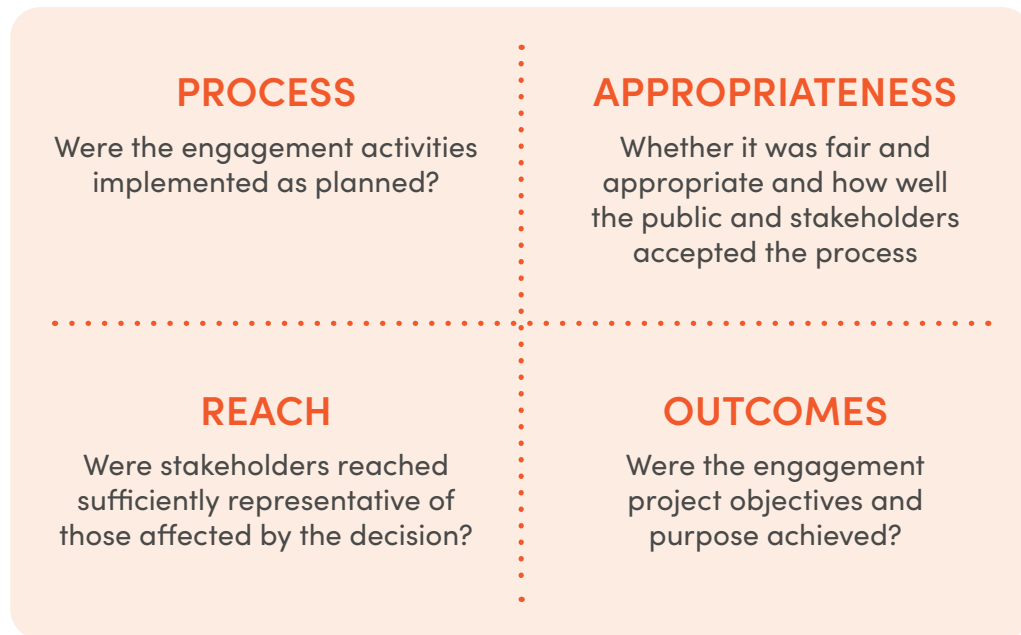 PROCESS
Were the engagement activities
implemented as planned?
APPROPRIATENESS
Whether it was fair and
appropriate and how well
the public and stakeholders
accepted the process
REACH
Were stakeholders reached
sufficiently representative of
those affected by the decision?
OUTCOMES
Were the engagement
project objectives and
purpose achieved?